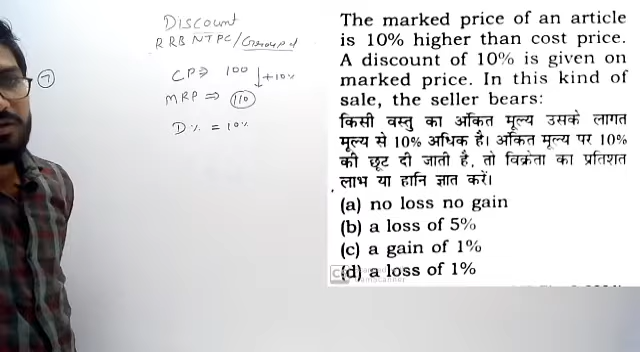 Discount
RRB NTPC/Group d
7
CP⇒ 100 ↓+10%
MRP ⇒ 110
D% = 10%
The marked price of an article
is 10% higher than cost price.
A discount of 10% is given on
marked price. In this kind of
sale, the seller bears:
किसी वस्तु का अंकित मूल्य उसके लागत
मूल्य से 10% अधिक है। अंकित मूल्य पर 10%
की छूट दी जाती है, तो विक्रेता का प्रतिशत
लाभ या हानि ज्ञात करें।
(a) no loss no gain
(b) a loss of 5%
(c) a gain of 1%
(d) a loss of 1%